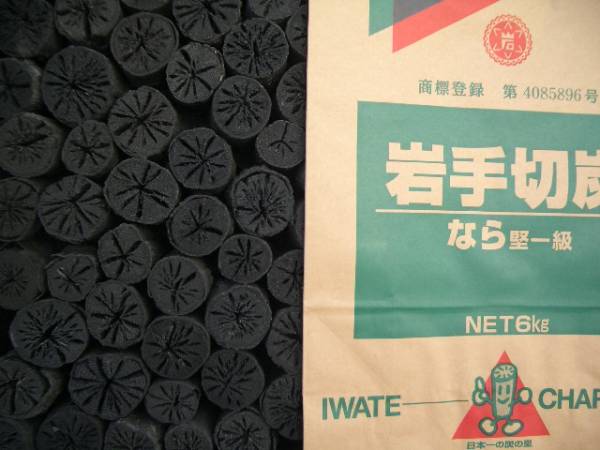 岩
商標登録 第4085896号
岩手切炭
なら堅一級
NET6kg
IWATE CHAR
日本一の炭の里